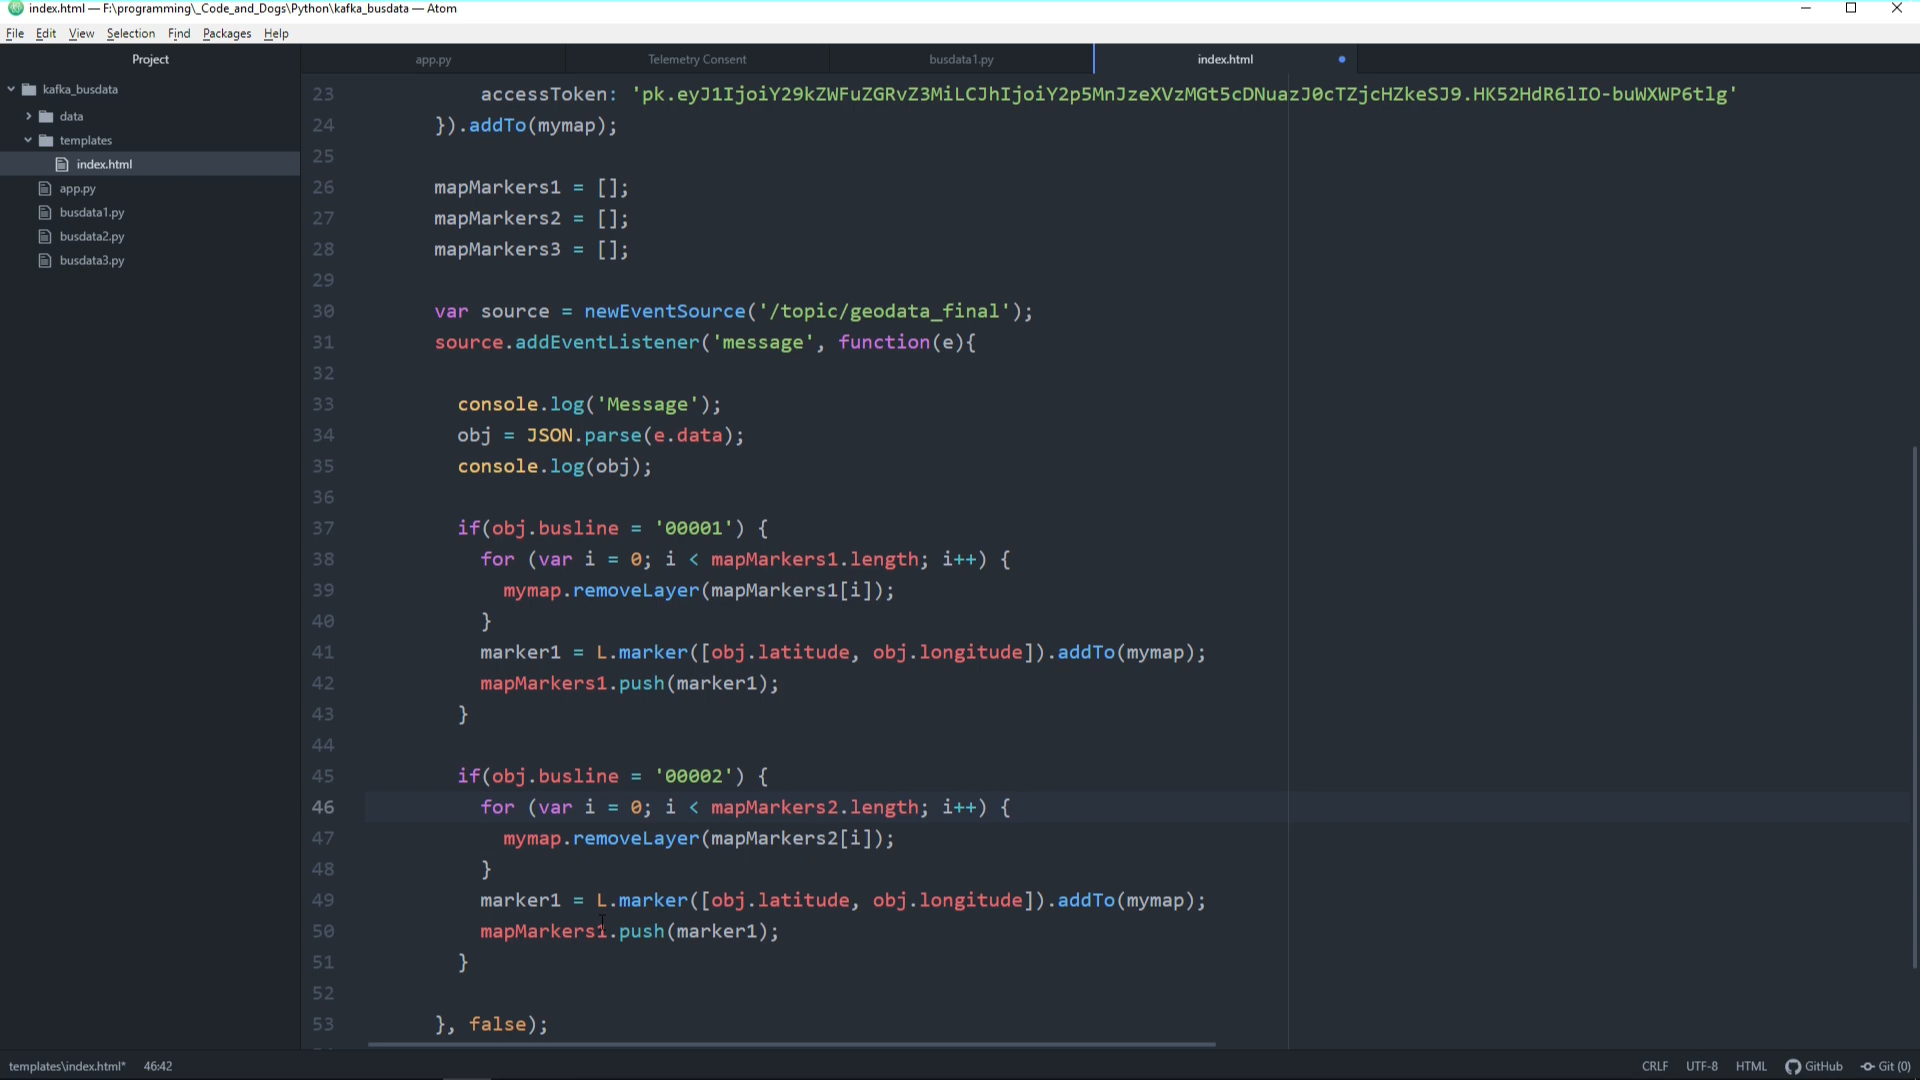 index.html — F:\programming\_Code_and_Dogs\Python\kafka_busdata — Atom
File Edit View Selection Find Packages Help
Project
app.py
Telemetry Consent
busdata1.py
index.html
kafka_busdata
data
templates
index.html
app.py
busdata1.py
busdata2.py
busdata3.py
23 accessToken: 'pk.eyJ1IjoiY29kZWFuZGRvZ3MiLCJhIjoiY2p5MnJzeXVzMGt5cDNuazJ0cTZjcHZkeSJ9.HK52HdR6lIO-buWXWP6tlg'
24 }).addTo(mymap);
25
26 mapMarkers1 = [];
27 mapMarkers2 = [];
28 mapMarkers3 = [];
29
30 var source = newEventSource('/topic/geodata_final');
31 source.addEventListener('message', function(e){
32
33 console.log('Message');
34 obj = JSON.parse(e.data);
35 console.log(obj);
36
37 if(obj.busline = '00001') {
38 for (var i = 0; i < mapMarkers1.length; i++) {
39 mymap.removeLayer(mapMarkers1[i]);
40 }
41 marker1 = L.marker([obj.latitude, obj.longitude]).addTo(mymap);
42 mapMarkers1.push(marker1);
43 }
44
45 if(obj.busline = '00002') {
46 for (var i = 0; i < mapMarkers2.length; i++) {
47 mymap.removeLayer(mapMarkers2[i]);
48 }
49 marker1 = L.marker([obj.latitude, obj.longitude]).addTo(mymap);
50 mapMarkers1.push(marker1);
51 }
52
53 }, false);
templates\index.html* 46:42
CRLF UTF-8 HTML GitHub Git (0)